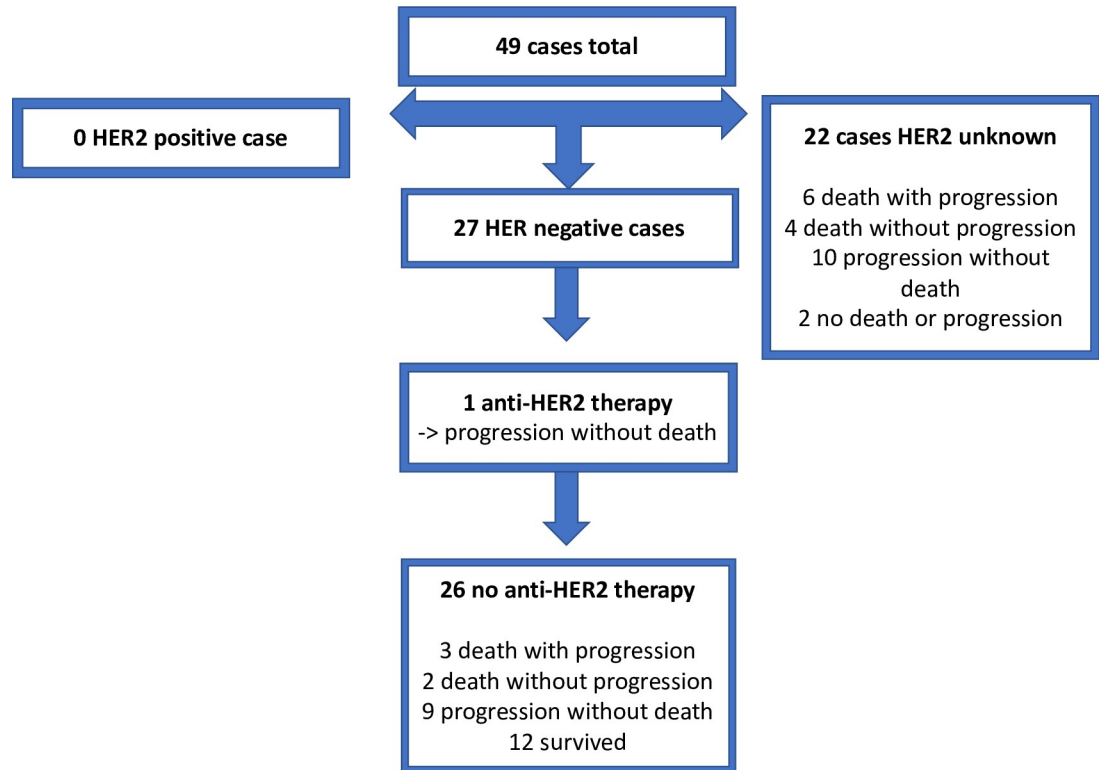 49 cases total
0 HER2 positive case
22 cases HER2 unknown
6 death with progression
4 death without progression
10 progression without
death
2 no death or progression
27 HER negative cases
1 anti-HER2 therapy
-> progression without death
26 no anti-HER2 therapy
3 death with progression
2 death without progression
9 progression without death
12 survived